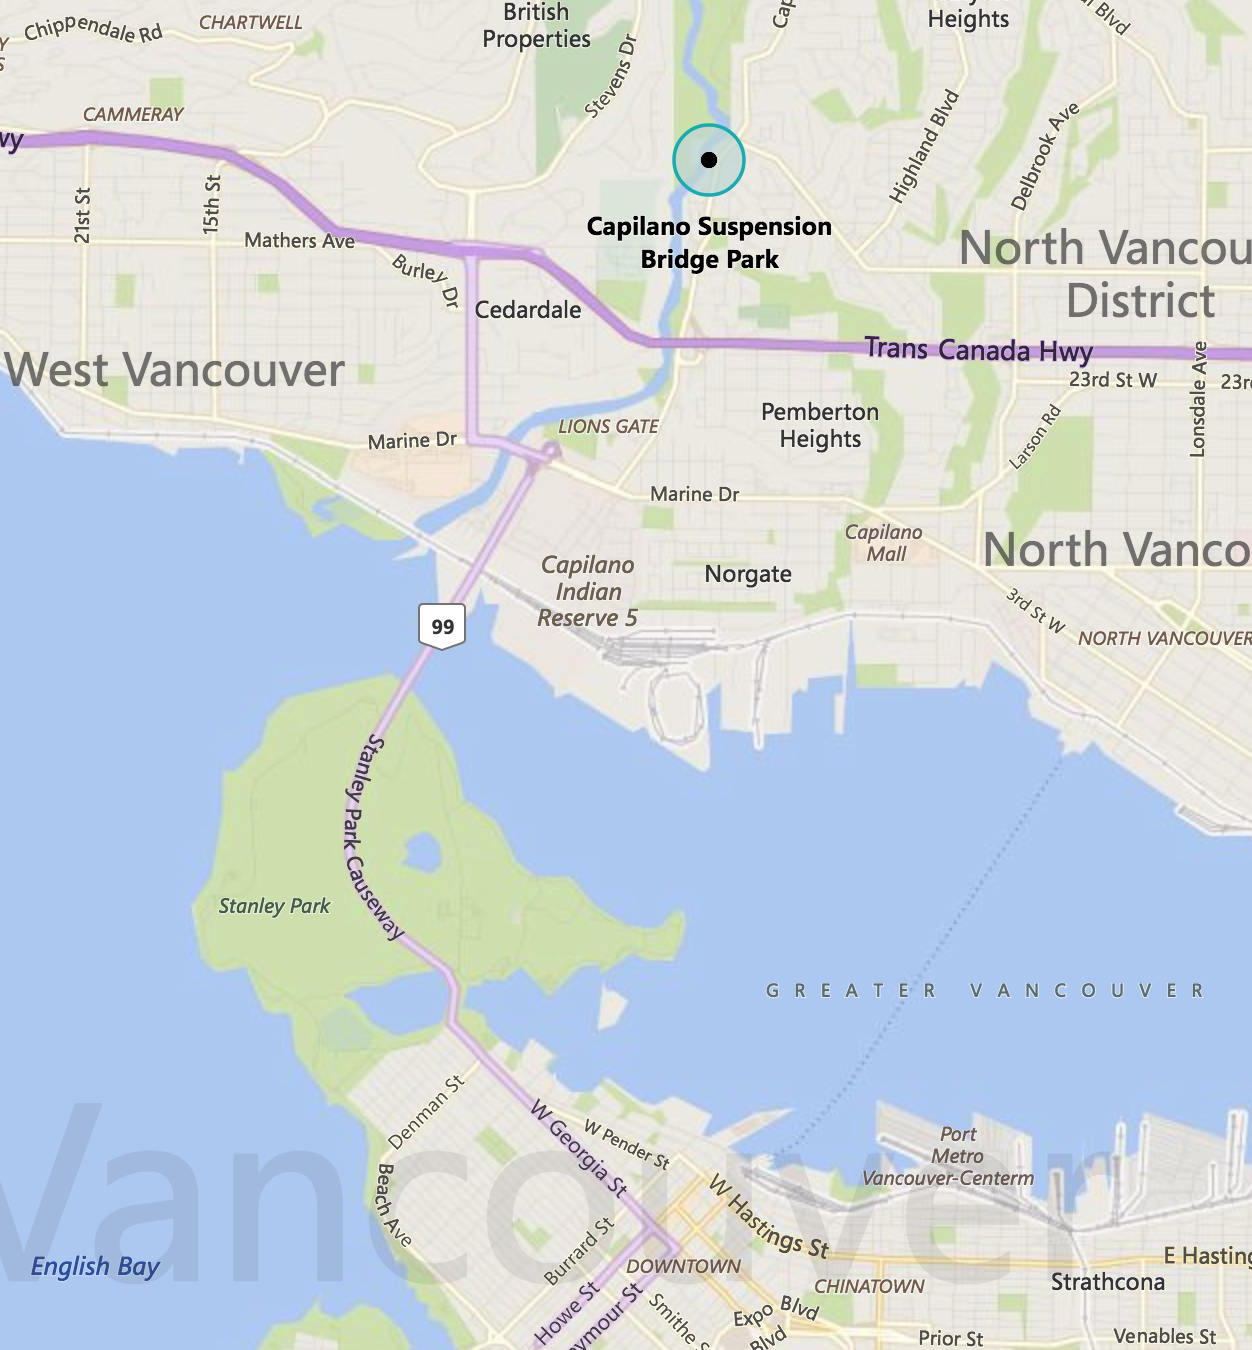 British
Properties
CHARTWELL
Chippendale Rd
Heights
Stevens Dr
CAMMERAY
Highland Blvd
Delbrook Ave
21st St
15th St
Mathers Ave
Burley Dr
Capilano Suspension
Bridge Park
North Vancou
District
Cedardale
Trans Canada Hwy
West Vancouver
23rd St W
Lonsdale Ave
Pemberton
Heights
LIONS GATE
Marine Dr
Larson Rd
Marine Dr
Capilano
Mall
North Vanco
Capilano
Indian
Reserve 5
Norgate
3rd St W
99
NORTH VANCOUVER
Stanley Park Causeway
Stanley Park
GREATER VANCOUVER
Denman St
W Georgia St
W Pender St
Port
Metro
Vancouver-Centerm
Vancouver
Beach Ave
W Hastings St
Burrard St
English Bay
DOWNTOWN
E Hasting
CHINATOWN
Strathcona
Howe St
eymour St
Smithe S
Expo Blvd
Blvd
Prior St
Venables St